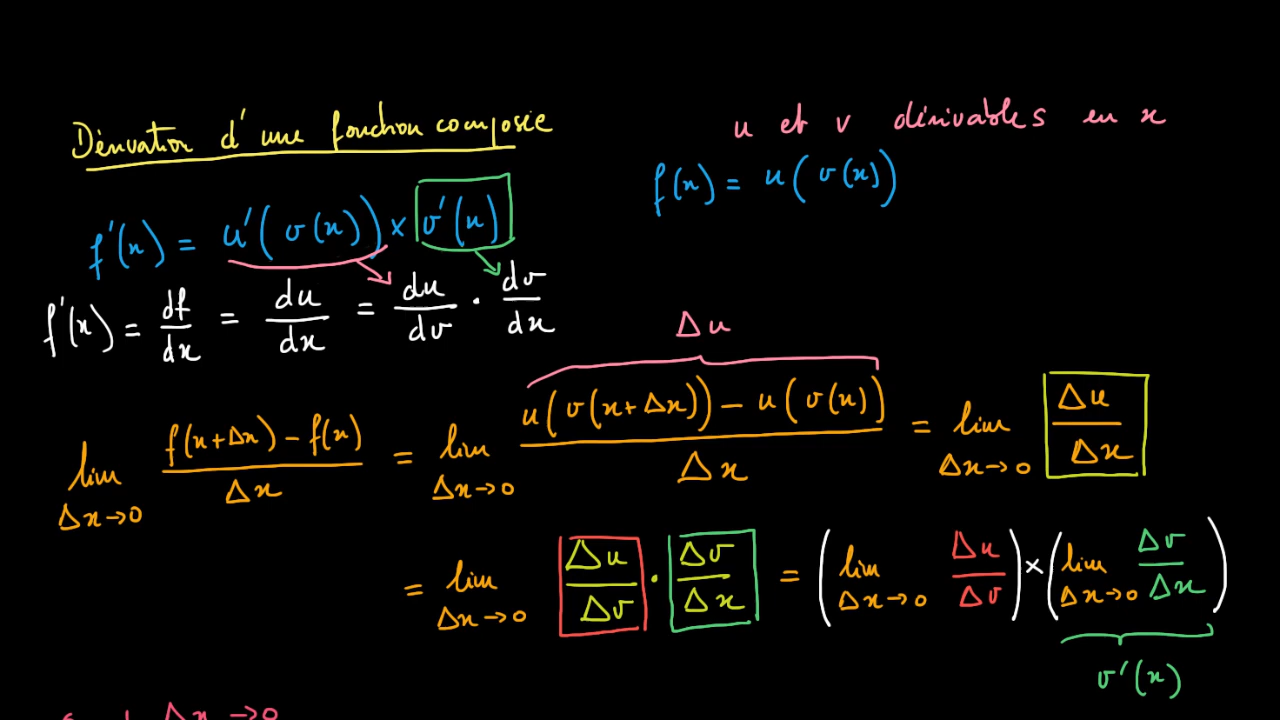 Dérivation d'une fonction composée
u et v dérivables en x
f(x) = u(v(x))
f'(x) = u'(v(x)) × v'(x)
f'(x) = df/dx = du/dx = du/dv · dv/dx
Δu
lim Δx→0 (f(x+Δx) − f(x))/Δx = lim Δx→0 (u(v(x+Δx)) − u(v(x)))/Δx = lim Δx→0 Δu/Δx
= lim Δx→0 Δu/Δv · Δv/Δx = (lim Δx→0 Δu/Δv) × (lim Δx→0 Δv/Δx)
v'(x)
Δx→0